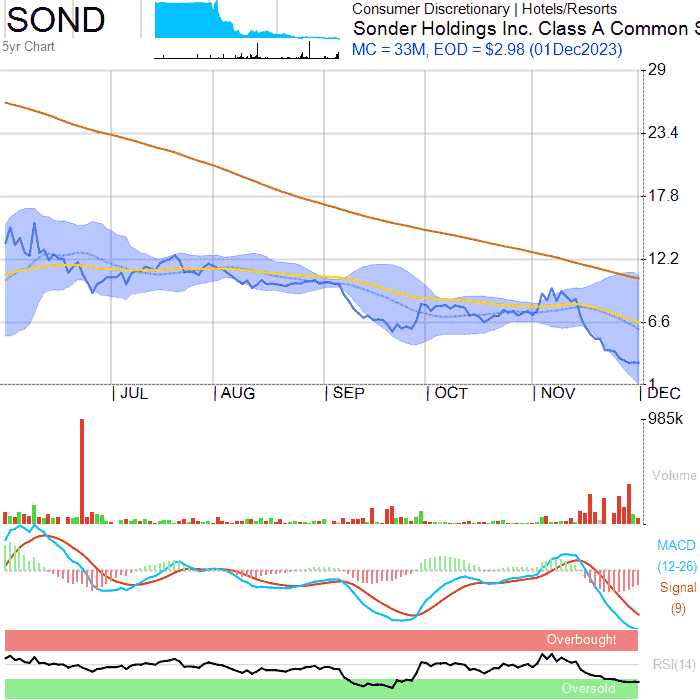 SOND
5yr Chart
Consumer Discretionary | Hotels/Resorts
Sonder Holdings Inc. Class A Common S
MC = 33M, EOD = $2.98 (01Dec2023)
29
23.4
17.8
12.2
6.6
1
JUL AUG SEP OCT NOV DEC
985k
Volume
MACD
(12-26)
Signal
(9)
Overbought
RSI(14)
Oversold